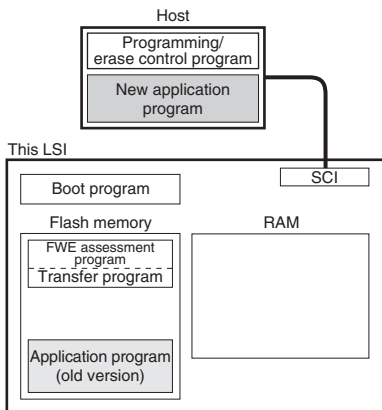 Host
Programming/
erase control program
New application
program
This LSI
SCI
Boot program
Flash memory
RAM
FWE assessment
program
Transfer program
Application program
(old version)